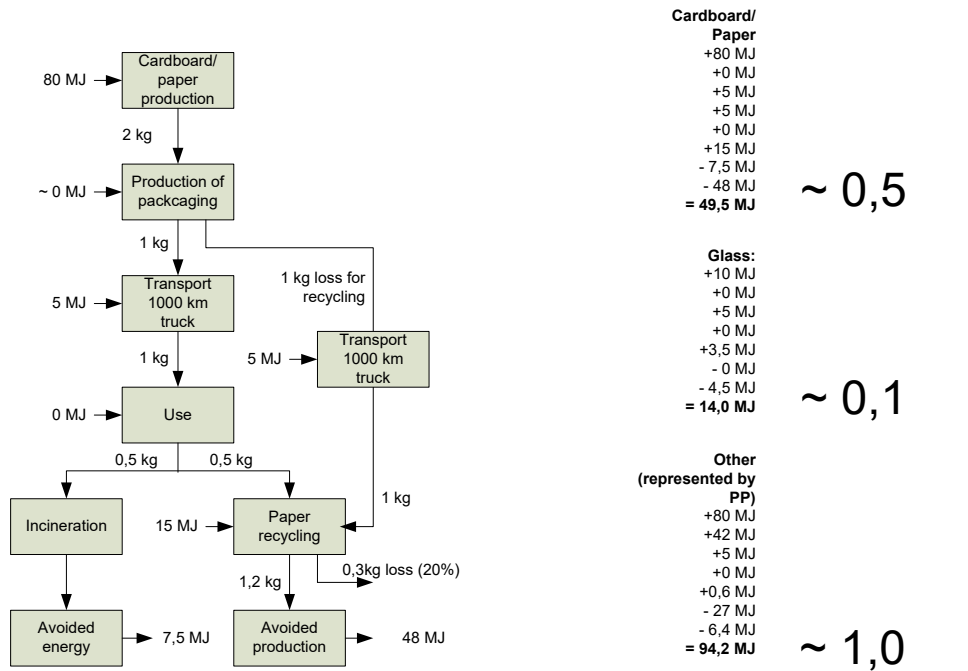 80 MJ
Cardboard/
paper
production
2 kg
~ 0 MJ
Production of
packcaging
1 kg
1 kg loss for
recycling
5 MJ
Transport
1000 km
truck
5 MJ
Transport
1000 km
truck
1 kg
0 MJ
Use
0,5 kg
0,5 kg
1 kg
Incineration
15 MJ
Paper
recycling
1,2 kg
0,3kg loss (20%)
Avoided
energy
7,5 MJ
Avoided
production
48 MJ
Cardboard/
Paper
+80 MJ
+0 MJ
+5 MJ
+5 MJ
+0 MJ
+15 MJ
- 7,5 MJ
- 48 MJ
= 49,5 MJ
~ 0,5
Glass:
+10 MJ
+0 MJ
+5 MJ
+0 MJ
+3,5 MJ
- 0 MJ
- 4,5 MJ
= 14,0 MJ
~ 0,1
Other
(represented by
PP)
+80 MJ
+42 MJ
+5 MJ
+0 MJ
+0,6 MJ
- 27 MJ
- 6,4 MJ
= 94,2 MJ
~ 1,0